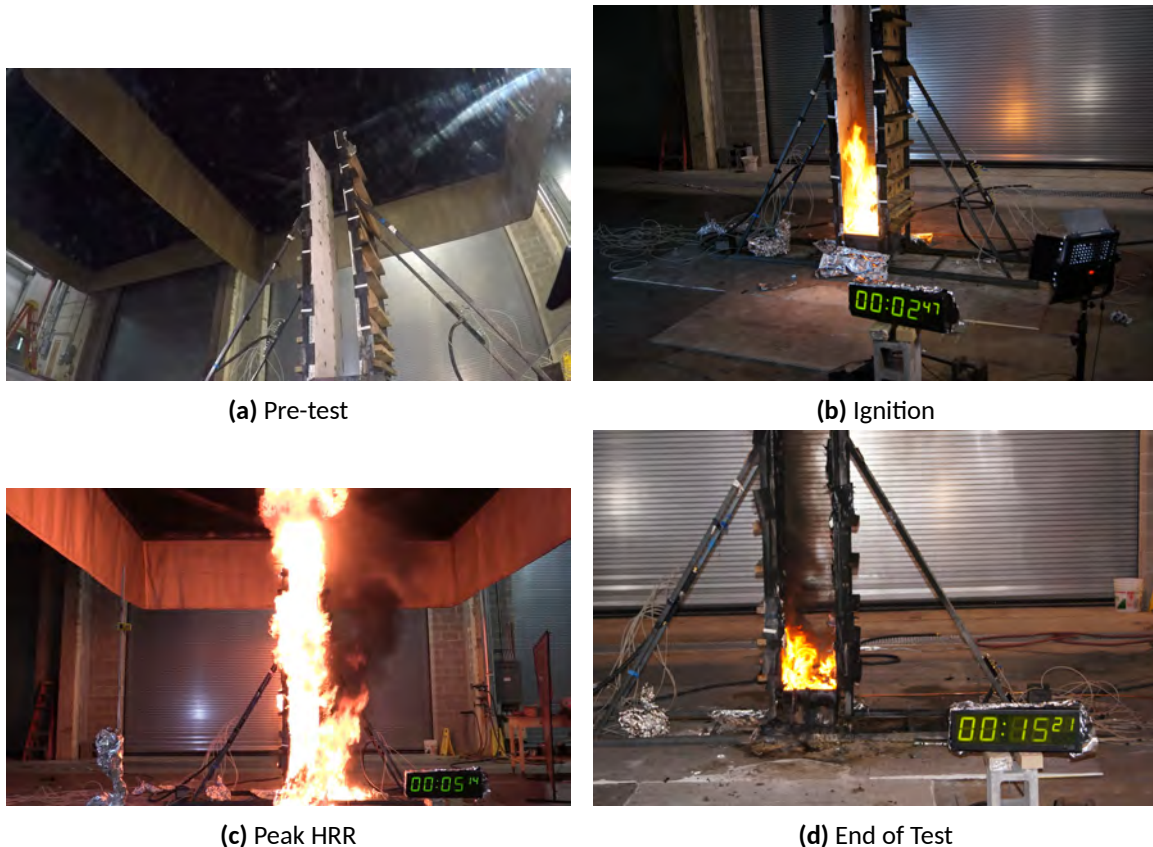 (a) Pre-test
00:02 47
(b) Ignition
00:05 14
(c) Peak HRR
00:15 21
(d) End of Test